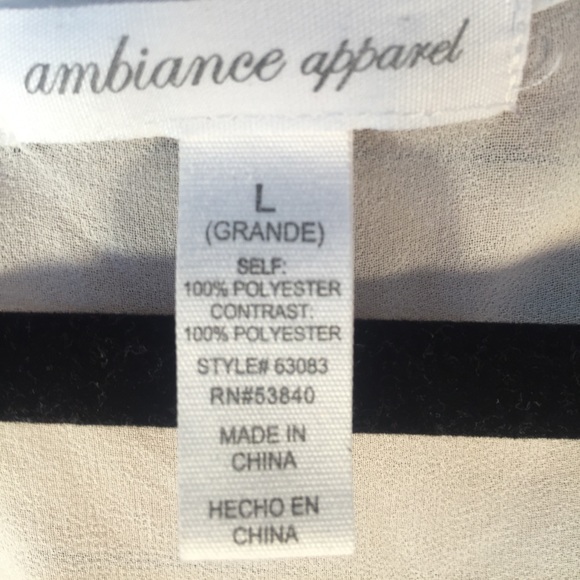 ambiance apparel
L
(GRANDE)
SELF:
100% POLYESTER
CONTRAST:
100% POLYESTER
STYLE# 63083
RN#53840
MADE IN
CHINA
HECHO EN
CHINA